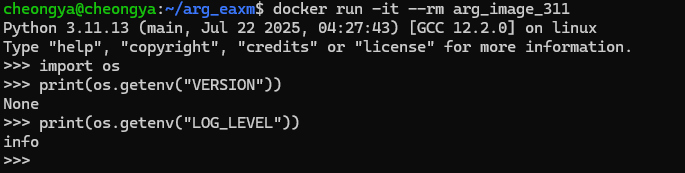 cheongya@cheongya:~/arg_eaxm$ docker run -it --rm arg_image_311
Python 3.11.13 (main, Jul 22 2025, 04:27:43) [GCC 12.2.0] on linux
Type "help", "copyright", "credits" or "license" for more information.
>>> import os
>>> print(os.getenv("VERSION"))
None
>>> print(os.getenv("LOG_LEVEL"))
info
>>>